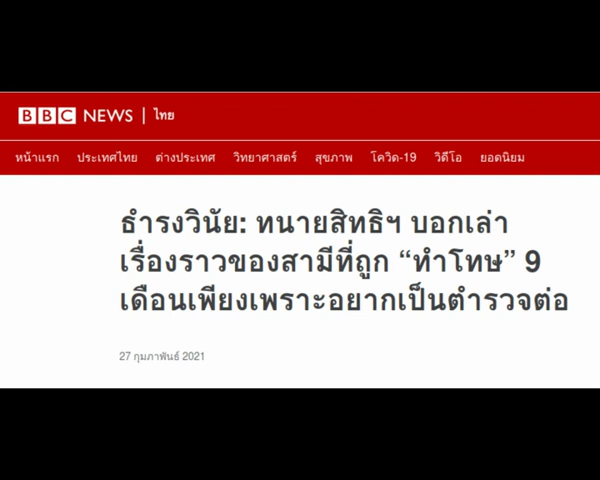 BBC NEWS | ไทย
หน้าแรก ประเทศไทย ต่างประเทศ วิทยาศาสตร์ สุขภาพ โควิด-19 วิดีโอ ยอดนิยม
ธำรงวินัย: ทนายสิทธิฯ บอกเล่า
เรื่องราวของสามีที่ถูก “ทำโทษ” 9
เดือนเพียงเพราะอยากเป็นตำรวจต่อ
27 กุมภาพันธ์ 2021